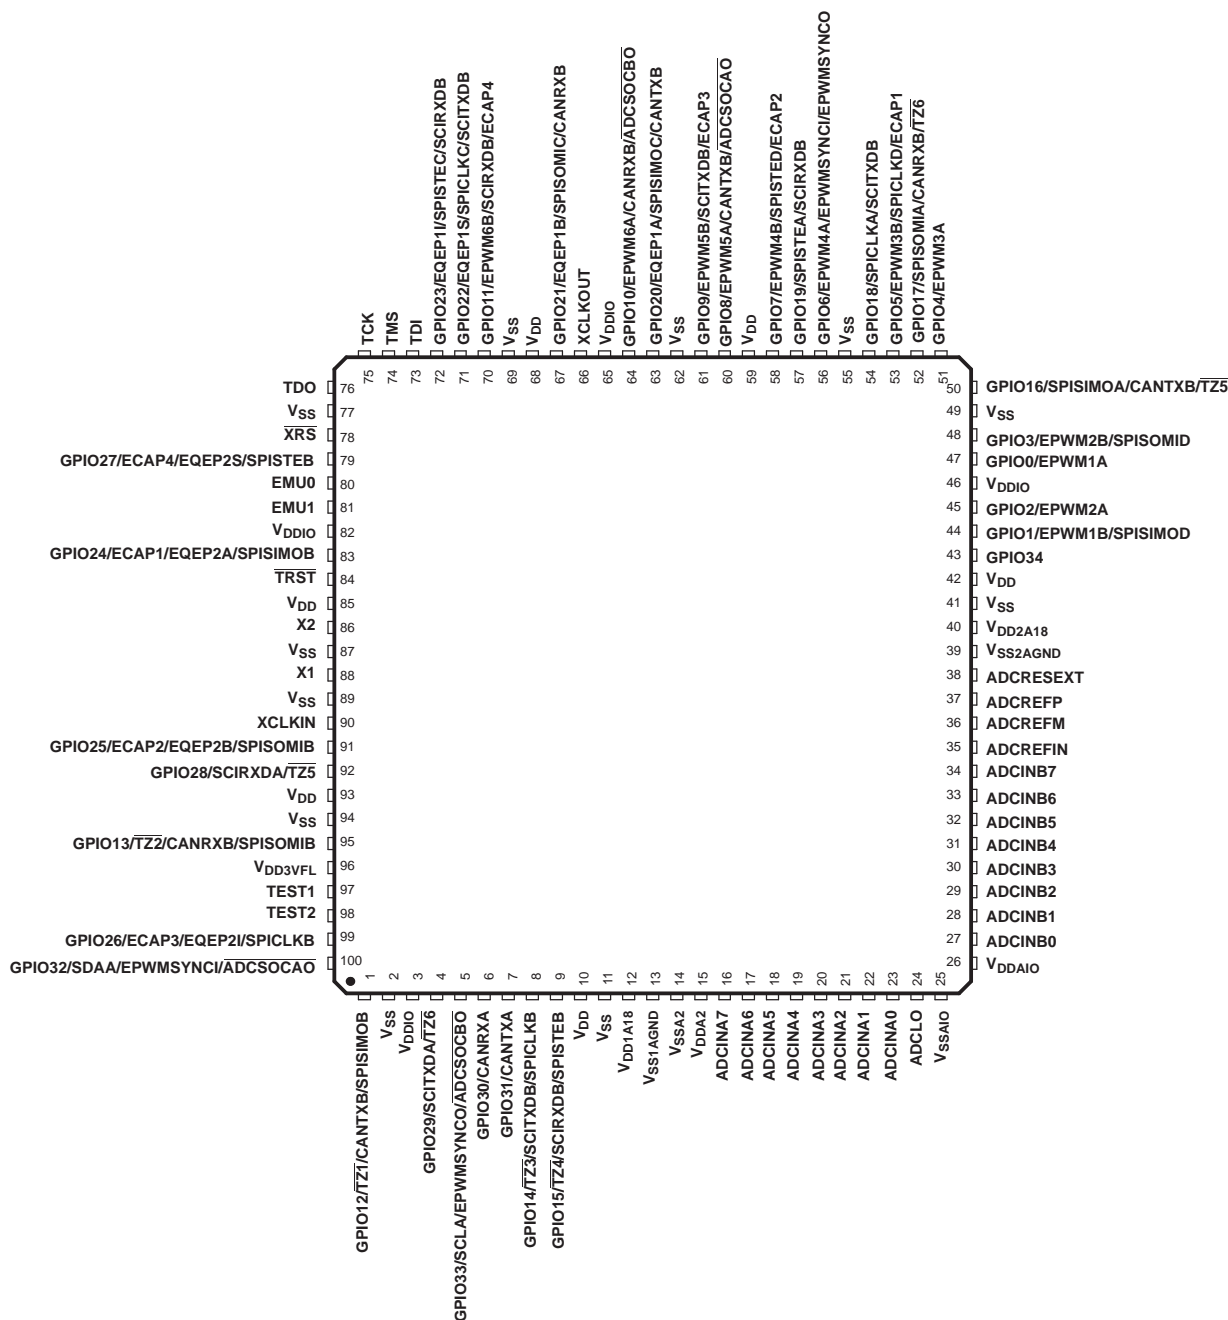 GPIO23/EQEP1I/SPISTEC/SCIRXDB
GPIO22/EQEP1S/SPICLKC/SCITXDB
GPIO11/EPWM6B/SCIRXDB/ECAP4
GPIO21/EQEP1B/SPISOMIC/CANRXB
GPIO10/EPWM6A/CANRXB/ADCSOCBO
GPIO20/EQEP1A/SPISIMOC/CANTXB
GPIO9/EPWM5B/SCITXDB/ECAP3
GPIO8/EPWM5A/CANTXB/ADCSOCAO
GPIO7/EPWM4B/SPISTED/ECAP2
GPIO19/SPISTEA/SCIRXDB
GPIO6/EPWM4A/EPWMSYNCI/EPWMSYNCO
GPIO18/SPICLKA/SCITXDB
GPIO5/EPWM3B/SPICLKD/ECAP1
GPIO17/SPISOMIA/CANRXB/TZ6
GPIO4/EPWM3A
TCK
TMS
TDI
VSS
VDD
XCLKOUT
VDDIO
VSS
VDD
VSS
75
74
73
72
71
70
69
68
67
66
65
64
63
62
61
60
59
58
57
56
55
54
53
52
51
TDO 76
VSS 77
XRS 78
GPIO27/ECAP4/EQEP2S/SPISTEB 79
EMU0 80
EMU1 81
VDDIO 82
GPIO24/ECAP1/EQEP2A/SPISIMOB 83
TRST 84
VDD 85
X2 86
VSS 87
X1 88
VSS 89
XCLKIN 90
GPIO25/ECAP2/EQEP2B/SPISOMIB 91
GPIO28/SCIRXDA/TZ5 92
VDD 93
VSS 94
GPIO13/TZ2/CANRXB/SPISOMIB 95
VDD3VFL 96
TEST1 97
TEST2 98
GPIO26/ECAP3/EQEP2I/SPICLKB 99
GPIO32/SDAA/EPWMSYNCI/ADCSOCAO 100
50 GPIO16/SPISIMOA/CANTXB/TZ5
49 VSS
48 GPIO3/EPWM2B/SPISOMID
47 GPIO0/EPWM1A
46 VDDIO
45 GPIO2/EPWM2A
44 GPIO1/EPWM1B/SPISIMOD
43 GPIO34
42 VDD
41 VSS
40 VDD2A18
39 VSS2AGND
38 ADCRESEXT
37 ADCREFP
36 ADCREFM
35 ADCREFIN
34 ADCINB7
33 ADCINB6
32 ADCINB5
31 ADCINB4
30 ADCINB3
29 ADCINB2
28 ADCINB1
27 ADCINB0
26 VDDAIO
1
2
3
4
5
6
7
8
9
10
11
12
13
14
15
16
17
18
19
20
21
22
23
24
25
GPIO12/TZ1/CANTXB/SPISIMOB
VSS
VDDIO
GPIO29/SCITXDA/TZ6
GPIO33/SCLA/EPWMSYNCO/ADCSOCBO
GPIO30/CANRXA
GPIO31/CANTXA
GPIO14/TZ3/SCITXDB/SPICLKB
GPIO15/TZ4/SCIRXDB/SPISTEB
VDD
VSS
VDD1A18
VSS1AGND
VSSA2
VDDA2
ADCINA7
ADCINA6
ADCINA5
ADCINA4
ADCINA3
ADCINA2
ADCINA1
ADCINA0
ADCLO
VSSAIO